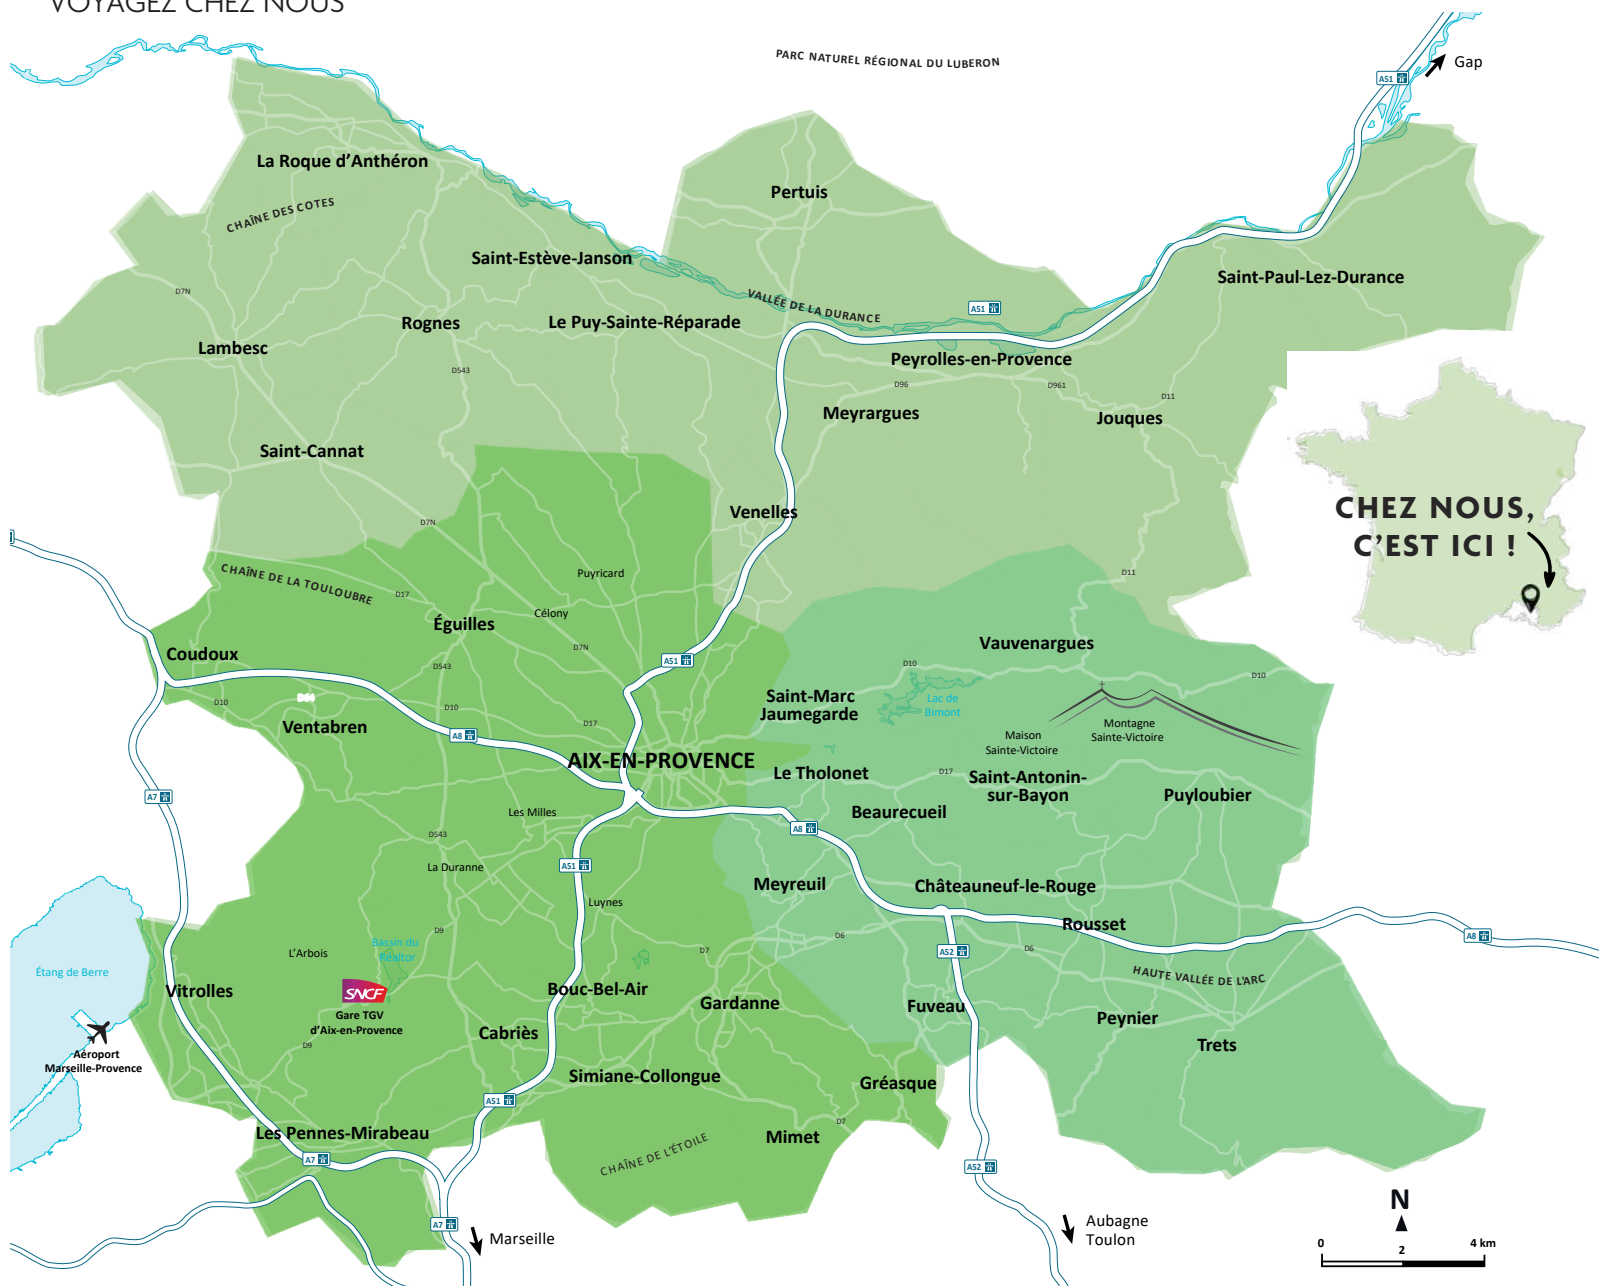 VOYAGEZ CHEZ NOUS
PARC NATUREL RÉGIONAL DU LUBERON
A51
Gap
La Roque d'Anthéron
Pertuis
CHAÎNE DES COTES
Saint-Estève-Janson
Saint-Paul-Lez-Durance
D7N
VALLÉE DE LA DURANCE
A51
Rognes
Le Puy-Sainte-Réparade
Lambesc
Peyrolles-en-Provence
D543
D96
D961
D11
Meyrargues
Jouques
Saint-Cannat
CHEZ NOUS,
C'EST ICI !
Venelles
D7N
CHAÎNE DE LA TOULOUBRE
Puyricard
D11
D17
Célony
Éguilles
Vauvenargues
D7N
Coudoux
A51
D543
D10
D10
Saint-Marc
Jaumegarde
Lac de
Bimont
D10
D10
D64
Ventabren
D17
Montagne
Sainte-Victoire
Maison
Sainte-Victoire
A8
AIX-EN-PROVENCE
Le Tholonet
D17
Saint-Antonin-
sur-Bayon
Puyloubier
A7
Les Milles
Beaurecueil
D543
A8
La Duranne
A51
Meyreuil
Châteauneuf-le-Rouge
Luynes
Rousset
D9
D6
D6
A8
Bassin du
Réaltor
L'Arbois
D7
A52
Étang de Berre
HAUTE VALLÉE DE L'ARC
Vitrolles
SNCF
Bouc-Bel-Air
Gardanne
Fuveau
Gare TGV
d'Aix-en-Provence
Peynier
Cabriès
D9
Trets
Aéroport
Marseille-Provence
Simiane-Collongue
Gréasque
A51
D7
Les Pennes-Mirabeau
Mimet
CHAÎNE DE L'ÉTOILE
A7
A52
N
A7
Marseille
Aubagne
Toulon
0
2
4 km